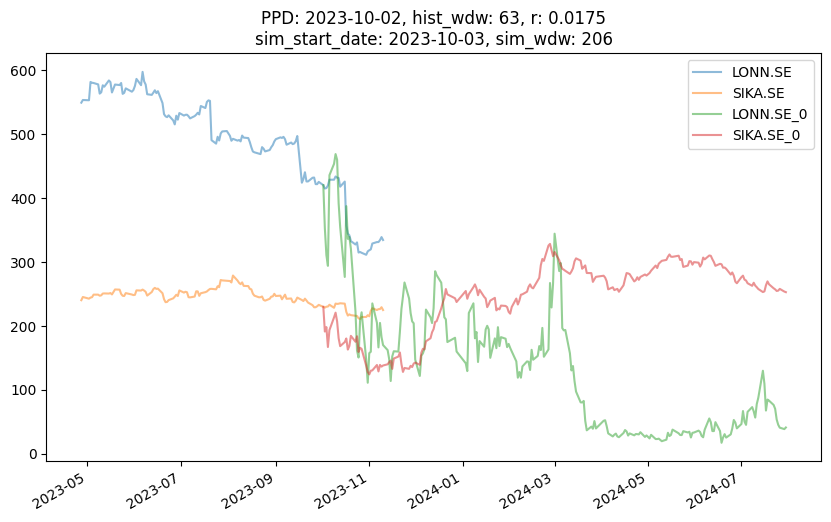 PPD: 2023-10-02, hist_wdw: 63, r: 0.0175
sim_start_date: 2023-10-03, sim_wdw: 206
LONN.SE
SIKA.SE
LONN.SE_0
SIKA.SE_0
600
500
400
300
200
100
0
2023-05
2023-07
2023-09
2023-11
2024-01
2024-03
2024-05
2024-07